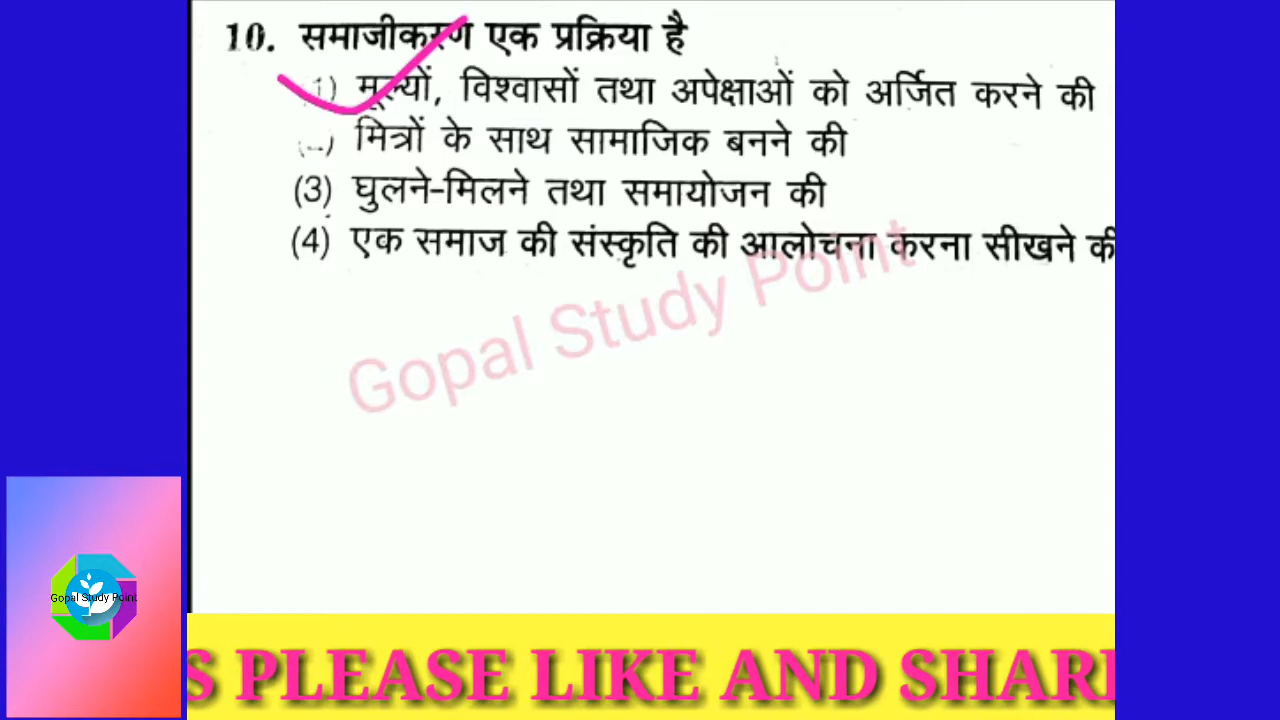 10. समाजीकरण एक प्रक्रिया है
(1) मूल्यों, विश्वासों तथा अपेक्षाओं को अर्जित करने की
मित्रों के साथ सामाजिक बनने की
(3) घुलने-मिलने तथा समायोजन की
(4) एक समाज की संस्कृति की आलोचना करना सीखने की
Gopal Study Point
Gopal Study Point
S PLEASE LIKE AND SHAR